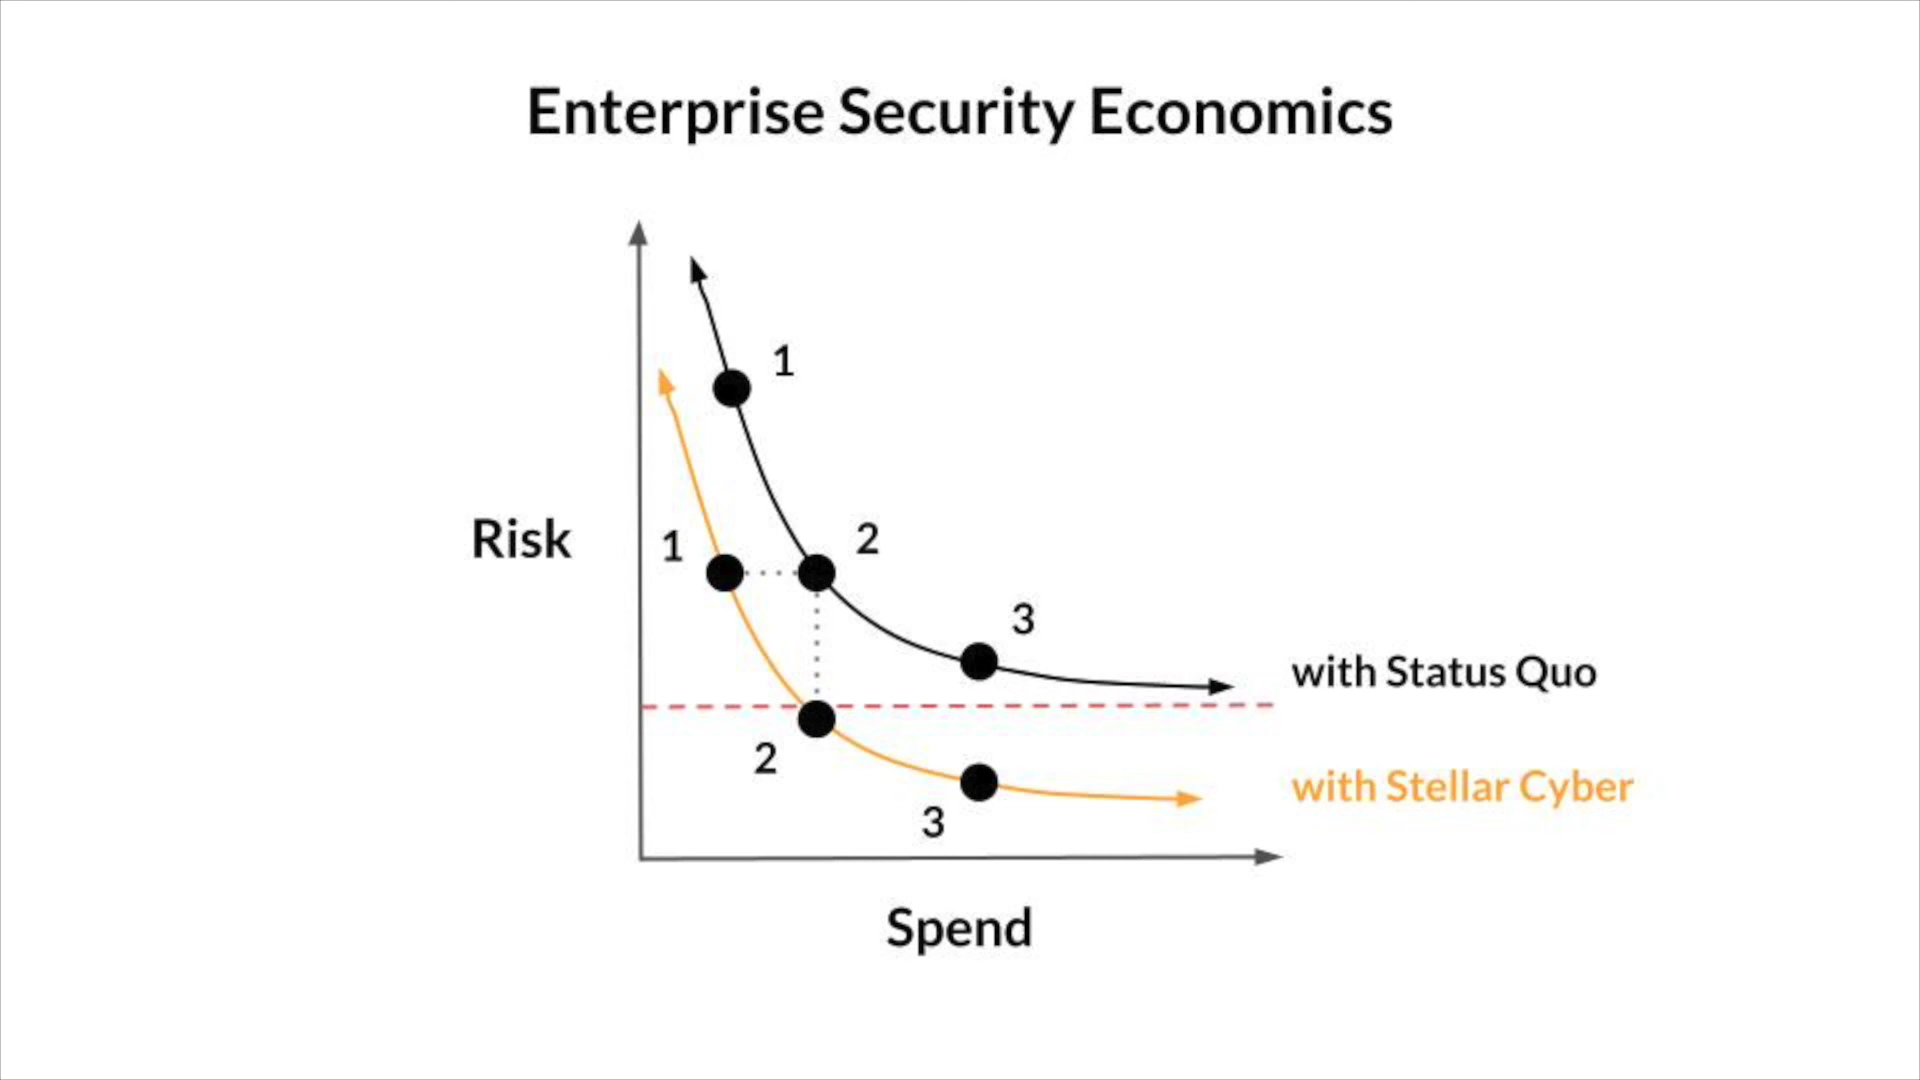 Enterprise Security Economics
1
Risk
1
2
3
with Status Quo
2
with Stellar Cyber
3
Spend